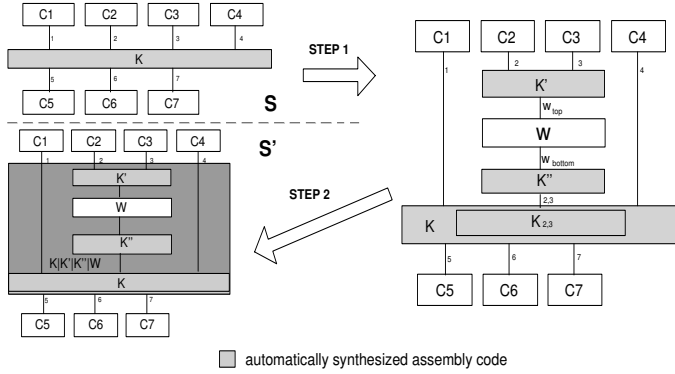 C1 C2 C3 C4
1 2 3 4
K
5 6 7
C5 C6 C7
S
STEP 1
C1 C2 C3 C4
1 2 3 4
K'
W top
W
W bottom
K''
2,3
K K 2,3
5 6 7
C5 C6 C7
S'
C1 C2 C3 C4
1 2 3 4
K'
W
K''
K|K'|K''|W
K
5 6 7
C5 C6 C7
STEP 2
automatically synthesized assembly code